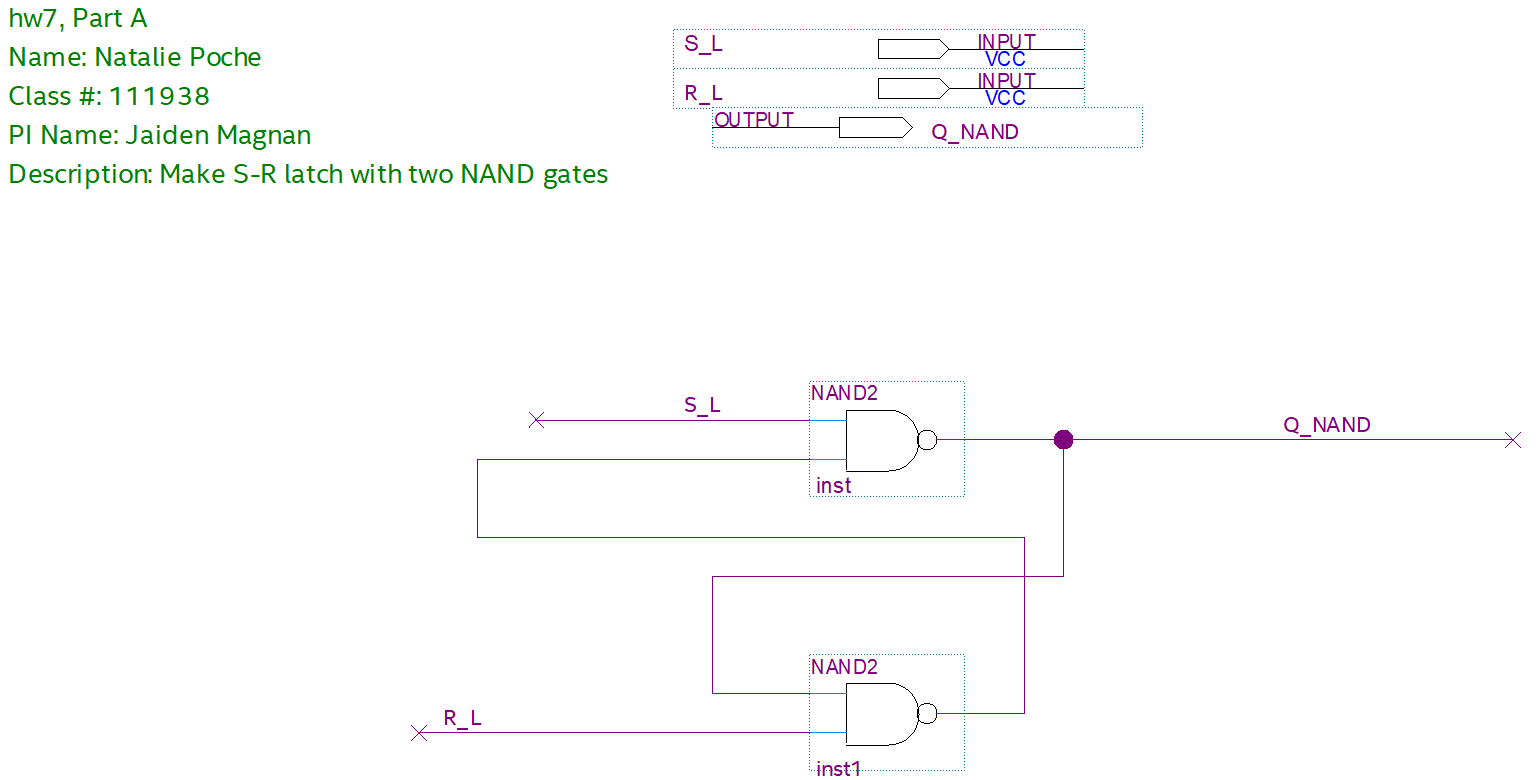 hw7, Part A
Name: Natalie Poche
Class #: 111938
PI Name: Jaiden Magnan
Description: Make S-R latch with two NAND gates
S_L
INPUT
VCC
R_L
INPUT
VCC
OUTPUT
Q_NAND
NAND2
S_L
Q_NAND
inst
NAND2
R_L
inst1